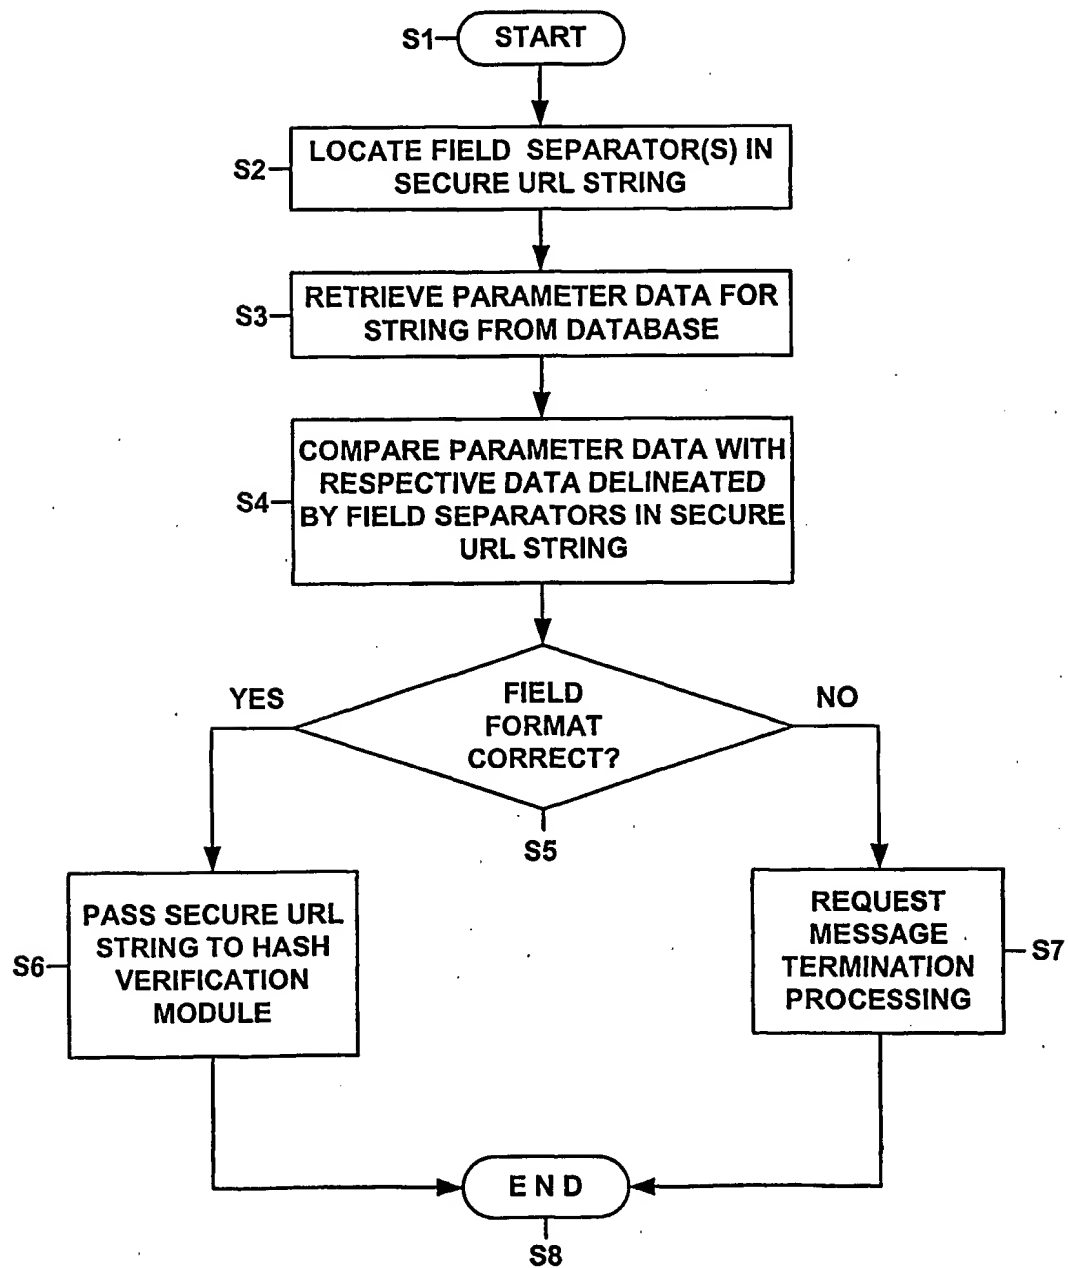 S1
START
S2
LOCATE FIELD SEPARATOR(S) IN
SECURE URL STRING
S3
RETRIEVE PARAMETER DATA FOR
STRING FROM DATABASE
S4
COMPARE PARAMETER DATA WITH
RESPECTIVE DATA DELINEATED
BY FIELD SEPARATORS IN SECURE
URL STRING
YES
FIELD
FORMAT
CORRECT?
NO
S5
S6
PASS SECURE URL
STRING TO HASH
VERIFICATION
MODULE
REQUEST
MESSAGE
TERMINATION
PROCESSING
S7
END
S8